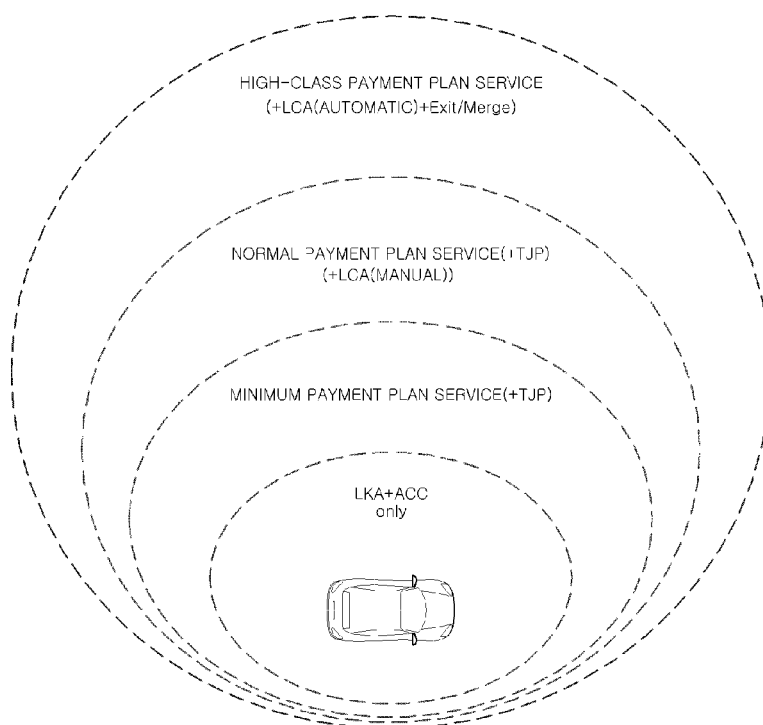 HIGH-CLASS PAYMENT PLAN SERVICE
(+LCA(AUTOMATIC)+Exit/Merge)
NORMAL PAYMENT PLAN SERVICE(+TJP)
(+LCA(MANUAL))
MINIMUM PAYMENT PLAN SERVICE(+TJP)
LKA+ACC
only